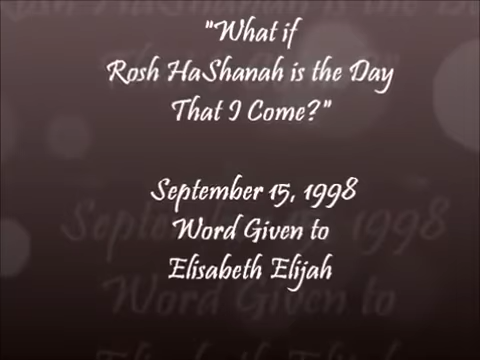 "What if
Rosh HaShanah is the Day
That I Come?"
September 15, 1998
Word Given to
Elisabeth Elijah